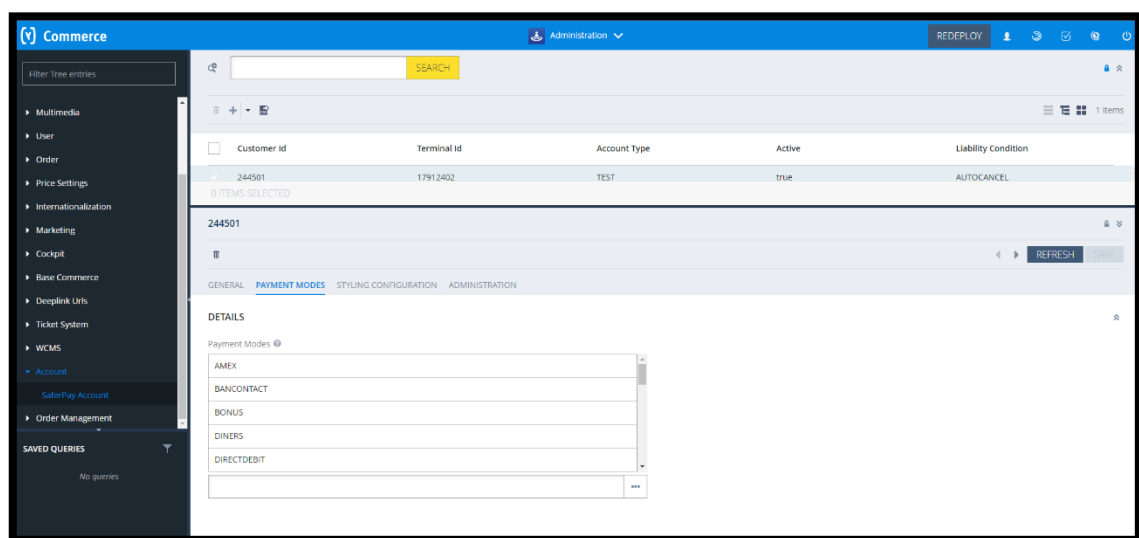 (Y) Commerce
Administration
REDEPLOY
Filter Tree entries
Multimedia
User
Order
Price Settings
Internationalization
Marketing
Cockpit
Base Commerce
Deeplink Urls
Ticket System
WCMS
Account
SaferPay Account
Order Management
SAVED QUERIES
No queries
SEARCH
1 items
Customer Id Terminal Id Account Type Active Liability Condition
244501 17912402 TEST true AUTOCANCEL
0 ITEMS SELECTED
244501
REFRESH SAVE
GENERAL PAYMENT MODES STYLING CONFIGURATION ADMINISTRATION
DETAILS
Payment Modes
AMEX
BANCONTACT
BONUS
DINERS
DIRECTDEBIT